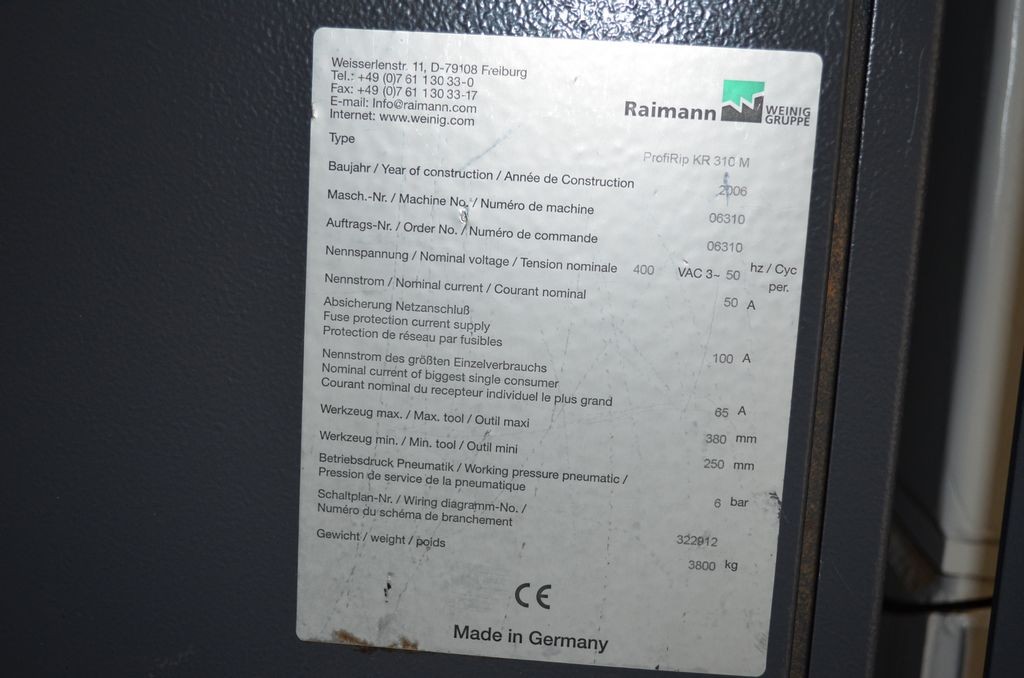 Weisserlenstr. 11, D-79108 Freiburg
Tel.: +49 (0)7 61 1 30 33-0
Fax: +49 (0)7 61 1 30 33-17
E-mail: Info@raimann.com
Internet: www.weinig.com
Raimann WEINIG
GRUPPE
Type ProfiRip KR 310 M
Baujahr / Year of construction / Année de Construction 2006
Masch.-Nr. / Machine No. / Numéro de machine 06310
Auftrags-Nr. / Order No. / Numéro de commande 06310
Nennspannung / Nominal voltage / Tension nominale 400 VAC 3~ 50 hz / Cyc
per.
Nennstrom / Nominal current / Courant nominal 50 A
Absicherung Netzanschluß
Fuse protection current supply
Protection de réseau par fusibles 100 A
Nennstrom des größten Einzelverbrauchs
Nominal current of biggest single consumer
Courant nominal du recepteur individuel le plus grand 65 A
Werkzeug max. / Max. tool / Outil maxi 380 mm
Werkzeug min. / Min. tool / Outil mini 250 mm
Betriebsdruck Pneumatik / Working pressure pneumatic /
Pression de service de la pneumatique 6 bar
Schaltplan-Nr. / Wiring diagramm-No. /
Numéro du schéma de branchement 322912
Gewicht / weight / poids 3800 kg
CE
Made in Germany